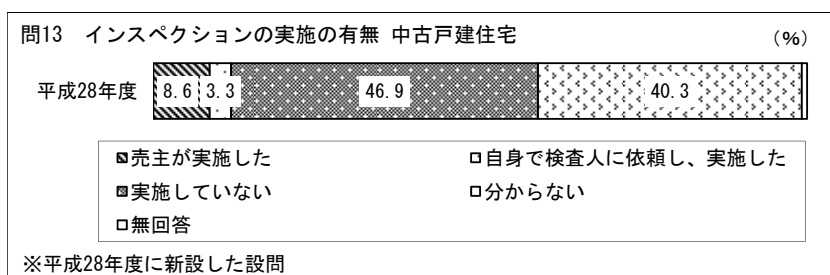 問13 インスペクションの実施の有無 中古戸建住宅 （%）
平成28年度 8.6 3.3 46.9 40.3
売主が実施した 自身で検査人に依頼し、実施した
実施していない 分からない
無回答
※平成28年度に新設した設問